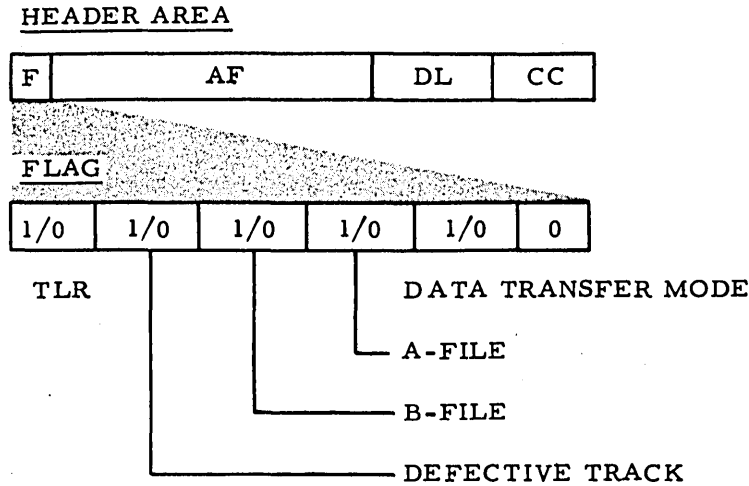 HEADER AREA
F AF DL CC
FLAG
1/0 1/0 1/0 1/0 1/0 0
TLR DATA TRANSFER MODE
A-FILE
B-FILE
DEFECTIVE TRACK